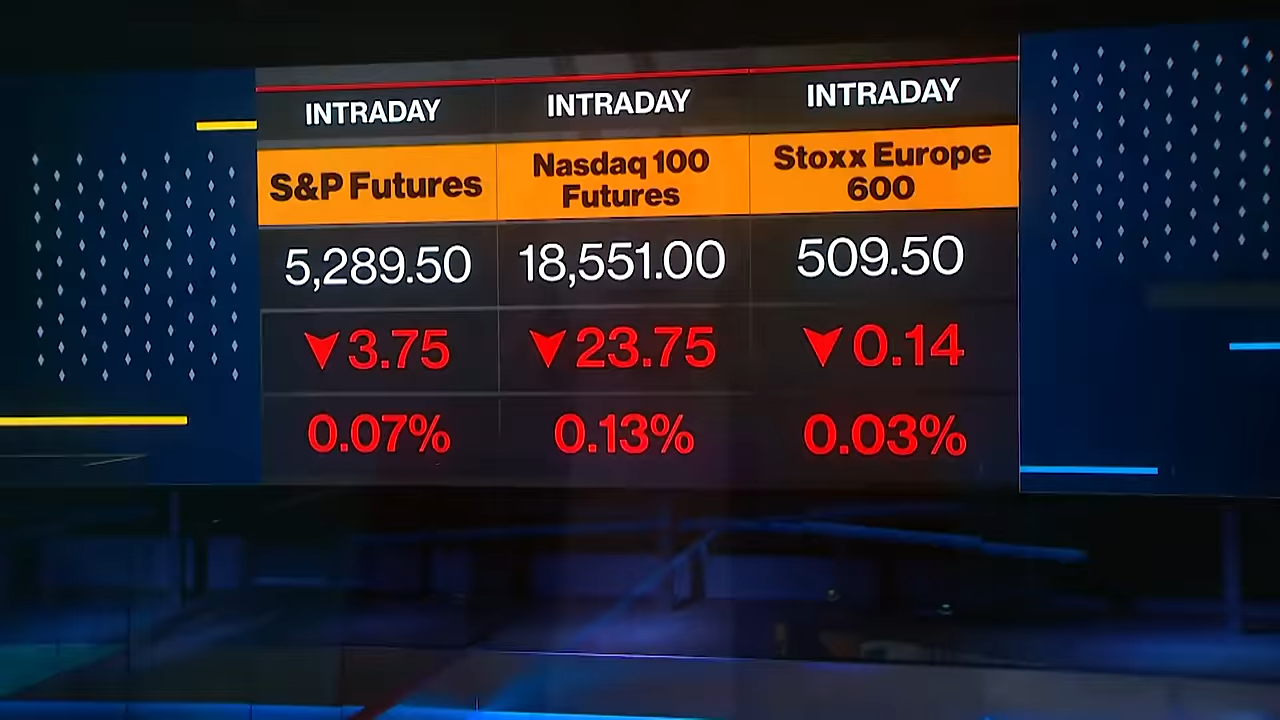 INTRADAY INTRADAY INTRADAY
S&P Futures
Nasdaq 100
Futures
Stoxx Europe
600
5,289.50 18,551.00 509.50
▼3.75 ▼23.75 ▼0.14
0.07% 0.13% 0.03%